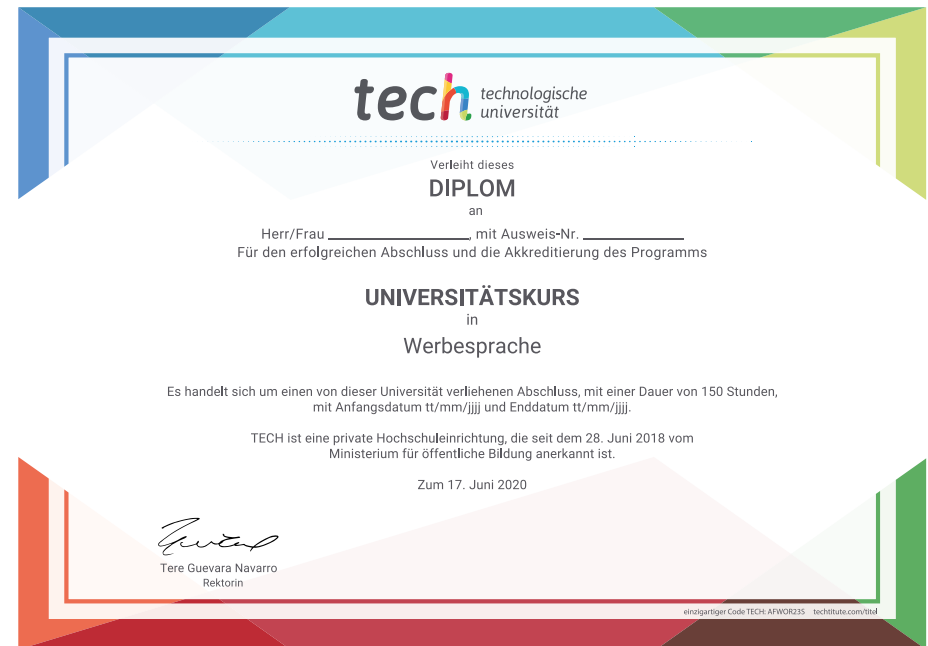 tech technologische
universität
Verleiht dieses
DIPLOM
an
Herr/Frau ____________, mit Ausweis-Nr. ____________
Für den erfolgreichen Abschluss und die Akkreditierung des Programms
UNIVERSITÄTSKURS
in
Werbesprache
Es handelt sich um einen von dieser Universität verliehenen Abschluss, mit einer Dauer von 150 Stunden,
mit Anfangsdatum tt/mm/jjjj und Enddatum tt/mm/jjjj.
TECH ist eine private Hochschuleinrichtung, die seit dem 28. Juni 2018 vom
Ministerium für öffentliche Bildung anerkannt ist.
Zum 17. Juni 2020
Tere Guevara Navarro
Rektorin
einzigartiger Code TECH: AFWOR23S techtitute.com/titel